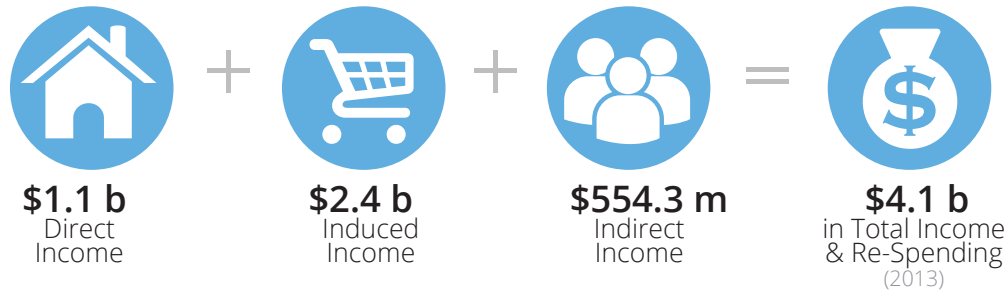 $1.1 b
Direct
Income
$2.4 b
Induced
Income
$554.3 m
Indirect
Income
$4.1 b
in Total Income
& Re-Spending
(2013)